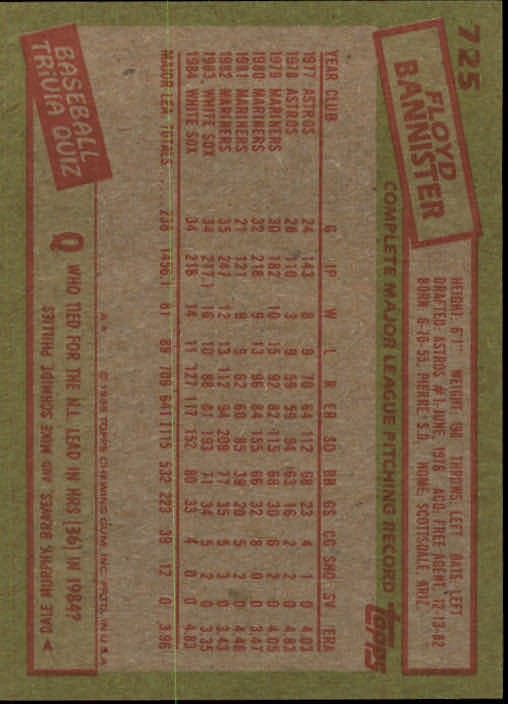 725
FLOYD BANNISTER
HEIGHT: 6'1" WEIGHT: 190 THROWS: LEFT BATS: LEFT
DRAFTED: ASTROS #1-JUNE, 1976 ACQ: FREE AGENT, 12-13-82
BORN: 6-10-55, PIERRE, S.D. HOME: SCOTTSDALE, ARIZ.
COMPLETE MAJOR LEAGUE PITCHING RECORD topps
YEAR CLUB G IP W L R ER SO BB GS CG SHO SV ERA
1977 ASTROS 24 143 8 9 70 64 112 68 23 4 1 0 4.03
1978 ASTROS 28 110 3 9 59 59 94 63 16 2 2 0 4.83
1979 MARINERS 30 182 10 15 92 82 115 68 30 6 2 0 4.05
1980 MARINERS 32 218 9 13 96 84 155 66 32 8 0 0 3.47
1981 MARINERS 21 121 9 9 62 60 85 39 20 5 2 0 4.46
1982 MARINERS 35 247 12 13 112 94 209 77 35 5 3 0 3.43
1983 WHITE SOX 34 217.1 16 10 88 81 193 71 34 5 2 0 3.35
1984 WHITE SOX 34 218 14 11 127 117 152 80 33 4 0 0 4.83
MAJOR LEA. TOTALS 238 1456.1 81 89 706 641 1115 532 223 39 12 0 3.96
A* © 1985 TOPPS CHEWING GUM, INC. PRTD. IN U.S.A.
BASEBALL TRIVIA QUIZ
Q WHO TIED FOR THE N.L. LEAD IN HRS (36) IN 1984?
A DALE MURPHY, BRAVES, AND MIKE SCHMIDT, PHILLIES